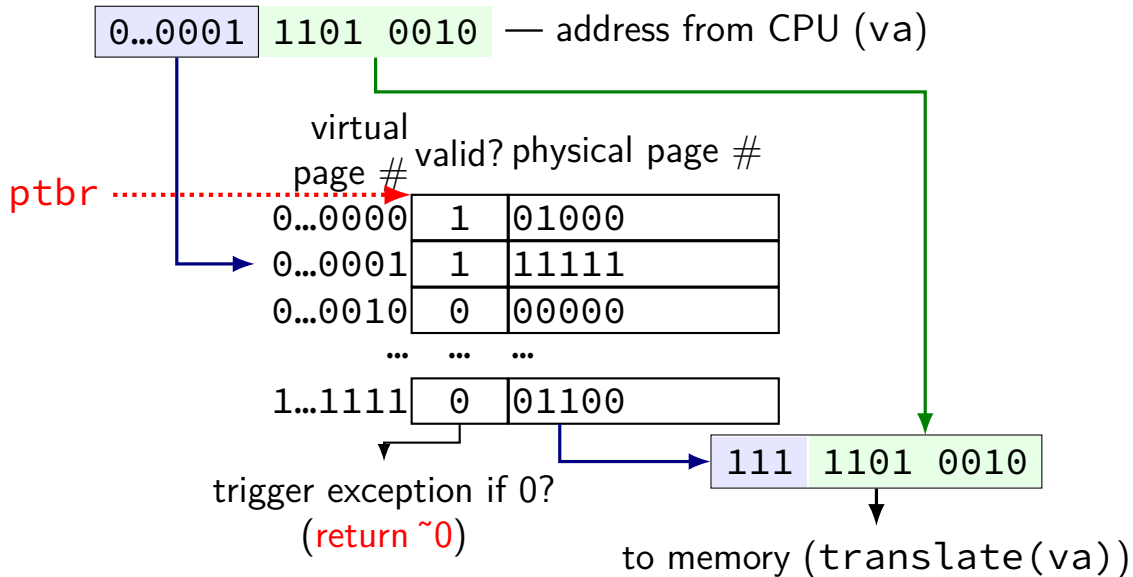 0…0001 1101 0010 — address from CPU (va)
virtual
page # valid? physical page #
ptbr
0…0000 1 01000
0…0001 1 11111
0…0010 0 00000
… … …
1…1111 0 01100
111 1101 0010
trigger exception if 0?
(return ~0)
to memory (translate(va))